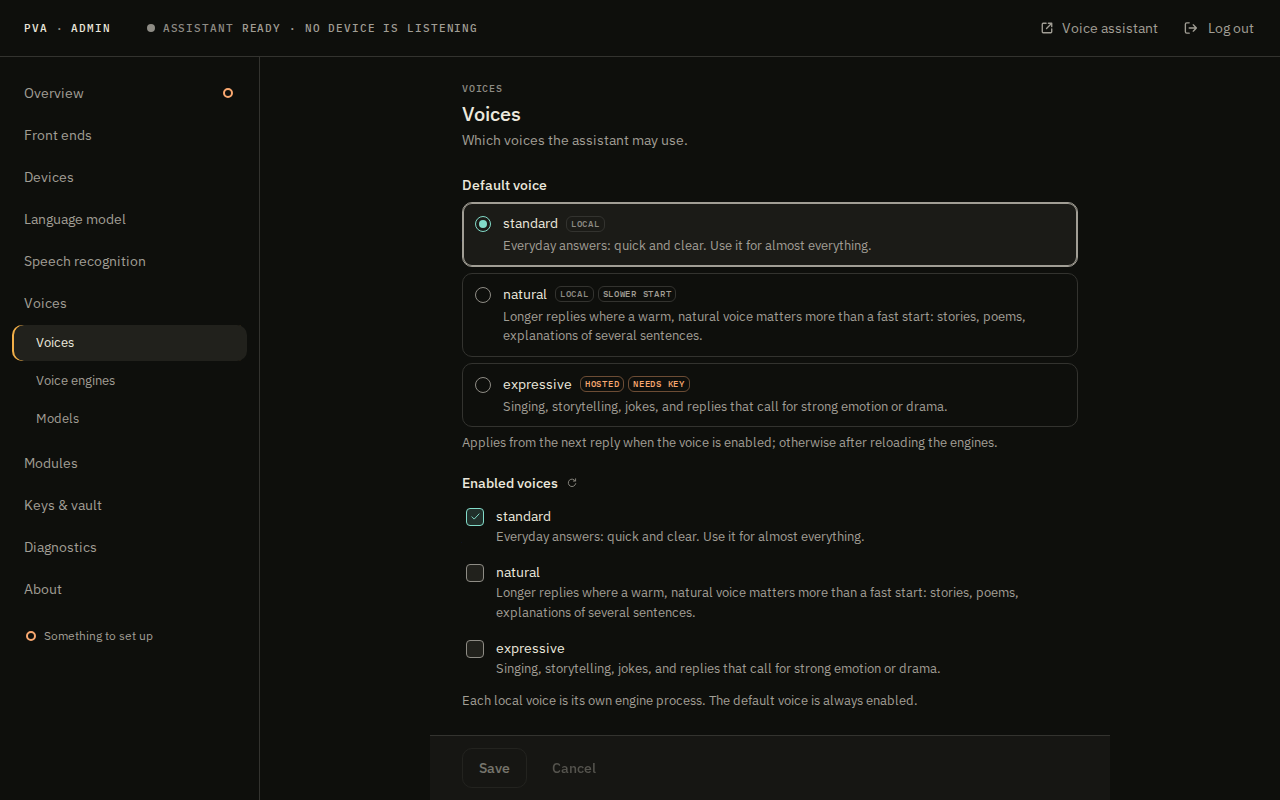 PVA · ADMIN
ASSISTANT READY · NO DEVICE IS LISTENING
Voice assistant
Log out
Overview
Front ends
Devices
Language model
Speech recognition
Voices
Voices
Voice engines
Models
Modules
Keys & vault
Diagnostics
About
Something to set up
VOICES
Voices
Which voices the assistant may use.
Default voice
standard LOCAL
Everyday answers: quick and clear. Use it for almost everything.
natural LOCAL SLOWER START
Longer replies where a warm, natural voice matters more than a fast start: stories, poems,
explanations of several sentences.
expressive HOSTED NEEDS KEY
Singing, storytelling, jokes, and replies that call for strong emotion or drama.
Applies from the next reply when the voice is enabled; otherwise after reloading the engines.
Enabled voices
standard
Everyday answers: quick and clear. Use it for almost everything.
natural
Longer replies where a warm, natural voice matters more than a fast start: stories, poems,
explanations of several sentences.
expressive
Singing, storytelling, jokes, and replies that call for strong emotion or drama.
Each local voice is its own engine process. The default voice is always enabled.
Save
Cancel